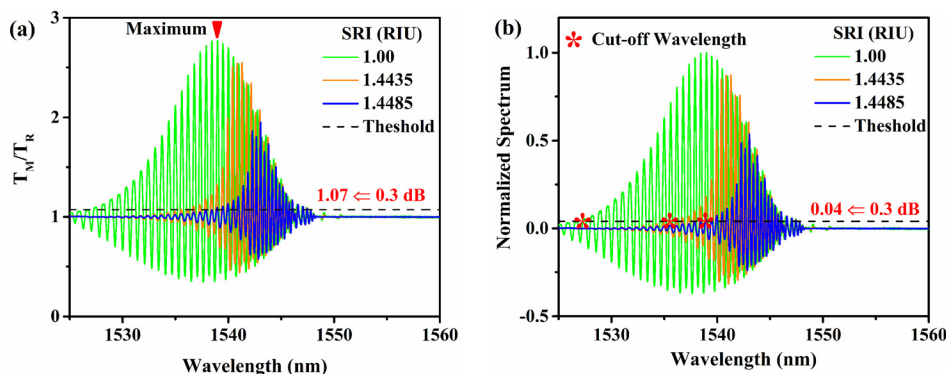 (a)
Maximum
SRI (RIU)
1.00
1.4435
1.4485
Theshold
1.07 ⇐ 0.3 dB
T_M/T_R
3
2
1
0
1530 1540 1550 1560
Wavelength (nm)
(b)
Cut-off Wavelength
SRI (RIU)
1.00
1.4435
1.4485
Theshold
0.04 ⇐ 0.3 dB
Normalized Spectrum
1.0
0.5
0.0
-0.5
1530 1540 1550 1560
Wavelength (nm)